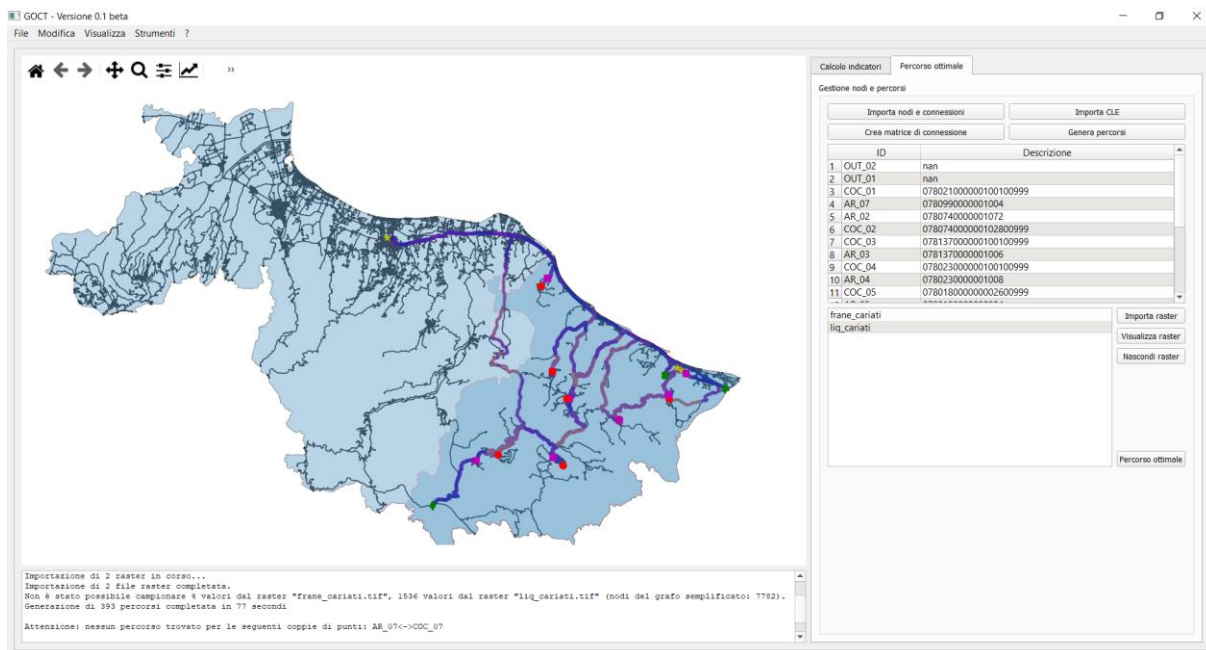 GOCT - Versione 0.1 beta
File Modifica Visualizza Strumenti ?
Calcolo indicatori Percorso ottimale
Gestione nodi e percorsi
Importa nodi e connessioni Importa CLE
Crea matrice di connessione Genera percorsi
ID Descrizione
1 OUT_02 nan
2 OUT_01 nan
3 COC_01 078021000000100100999
4 AR_07 0780990000001004
5 AR_02 0780740000001072
6 COC_02 078074000000102800999
7 COC_03 078137000000100100999
8 AR_03 0781370000001006
9 COC_04 078023000000100100999
10 AR_04 0780230000001008
11 COC_05 078018000000002600999
frane_cariati
liq_cariati
Importa raster
Visualizza raster
Nascondi raster
Percorso ottimale
Importazione di 2 raster in corso...
Importazione di 2 file raster completata.
Non è stato possibile campionare 4 valori dal raster "frane_cariati.tif", 1536 valori dal raster "liq_cariati.tif" (nodi del grafo semplificato: 7782).
Generazione di 393 percorsi completata in 77 secondi
Attenzione: nessun percorso trovato per le seguenti coppie di punti: AR_07<->COC_07